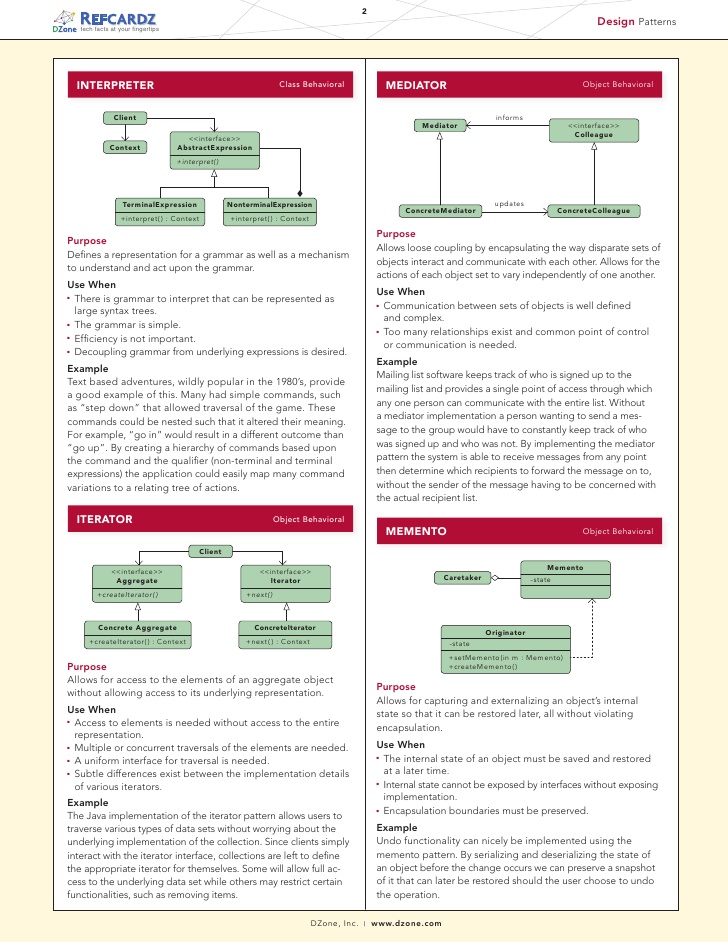 DZone
REFCARDZ
tech facts at your fingertips
2
Design Patterns
INTERPRETER
Class Behavioral
Client
Context
<<interface>>
AbstractExpression
+interpret()
TerminalExpression
+interpret() : Context
NonterminalExpression
+interpret() : Context
Purpose
Defines a representation for a grammar as well as a mechanism
to understand and act upon the grammar.
Use When
• There is grammar to interpret that can be represented as
large syntax trees.
• The grammar is simple.
• Efficiency is not important.
• Decoupling grammar from underlying expressions is desired.
Example
Text based adventures, wildly popular in the 1980’s, provide
a good example of this. Many had simple commands, such
as “step down” that allowed traversal of the game. These
commands could be nested such that it altered their meaning.
For example, “go in” would result in a different outcome than
“go up”. By creating a hierarchy of commands based upon
the command and the qualifier (non-terminal and terminal
expressions) the application could easily map many command
variations to a relating tree of actions.
ITERATOR
Object Behavioral
Client
<<interface>>
Aggregate
+createIterator()
<<interface>>
Iterator
+next()
Concrete Aggregate
+createIterator() : Context
ConcreteIterator
+next() : Context
Purpose
Allows for access to the elements of an aggregate object
without allowing access to its underlying representation.
Use When
• Access to elements is needed without access to the entire
representation.
• Multiple or concurrent traversals of the elements are needed.
• A uniform interface for traversal is needed.
• Subtle differences exist between the implementation details
of various iterators.
Example
The Java implementation of the iterator pattern allows users to
traverse various types of data sets without worrying about the
underlying implementation of the collection. Since clients simply
interact with the iterator interface, collections are left to define
the appropriate iterator for themselves. Some will allow full ac-
cess to the underlying data set while others may restrict certain
functionalities, such as removing items.
MEDIATOR
Object Behavioral
Mediator
informs
<<interface>>
Colleague
ConcreteMediator
updates
ConcreteColleague
Purpose
Allows loose coupling by encapsulating the way disparate sets of
objects interact and communicate with each other. Allows for the
actions of each object set to vary independently of one another.
Use When
• Communication between sets of objects is well defined
and complex.
• Too many relationships exist and common point of control
or communication is needed.
Example
Mailing list software keeps track of who is signed up to the
mailing list and provides a single point of access through which
any one person can communicate with the entire list. Without
a mediator implementation a person wanting to send a mes-
sage to the group would have to constantly keep track of who
was signed up and who was not. By implementing the mediator
pattern the system is able to receive messages from any point
then determine which recipients to forward the message on to,
without the sender of the message having to be concerned with
the actual recipient list.
MEMENTO
Object Behavioral
Caretaker
Memento
-state
Originator
-state
+setMemento(in m : Memento)
+createMemento()
Purpose
Allows for capturing and externalizing an object’s internal
state so that it can be restored later, all without violating
encapsulation.
Use When
• The internal state of an object must be saved and restored
at a later time.
• Internal state cannot be exposed by interfaces without exposing
implementation.
• Encapsulation boundaries must be preserved.
Example
Undo functionality can nicely be implemented using the
memento pattern. By serializing and deserializing the state of
an object before the change occurs we can preserve a snapshot
of it that can later be restored should the user choose to undo
the operation.
DZone, Inc. | www.dzone.com